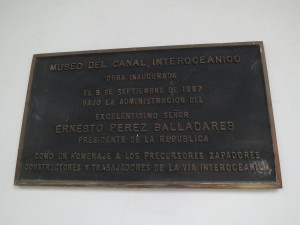 MUSEO DEL CANAL INTEROCEANICO
OBRA INAUGURADA
EL 9 DE SEPTIEMBRE DE 1997
BAJO LA ADMINISTRACION DEL
EXCELENTISIMO SEÑOR
ERNESTO PEREZ BALLADARES
PRESIDENTE DE LA REPUBLICA
COMO UN HOMENAJE A LOS PRECURSORES ZAPADORES
CONSTRUCTORES Y TRABAJADORES DE LA VIA INTEROCEANICA